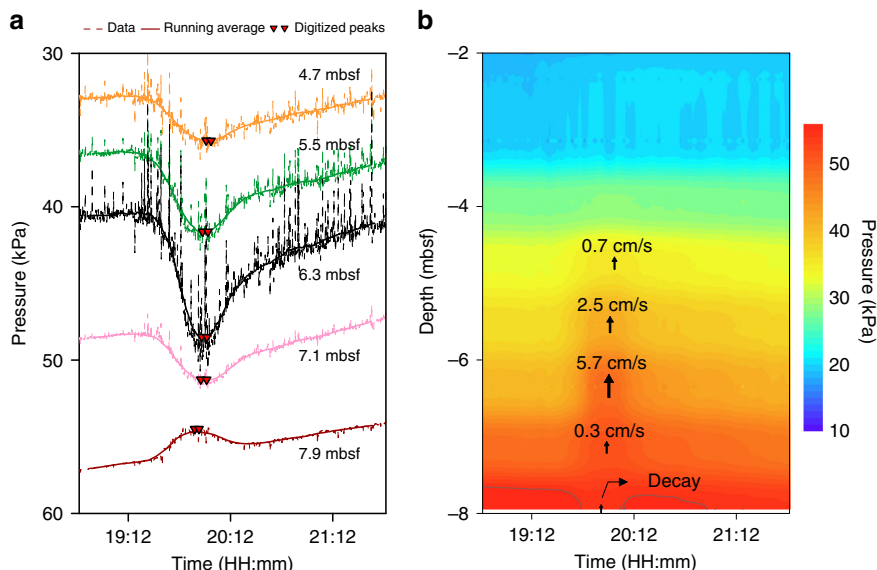 a
Data Running average Digitized peaks
30
40
50
60
Pressure (kPa)
4.7 mbsf
5.5 mbsf
6.3 mbsf
7.1 mbsf
7.9 mbsf
19:12 20:12 21:12
Time (HH:mm)
b
–2
–4
–6
–8
Depth (mbsf)
0.7 cm/s
2.5 cm/s
5.7 cm/s
0.3 cm/s
Decay
19:12 20:12 21:12
Time (HH:mm)
50
40
30
20
10
Pressure (kPa)